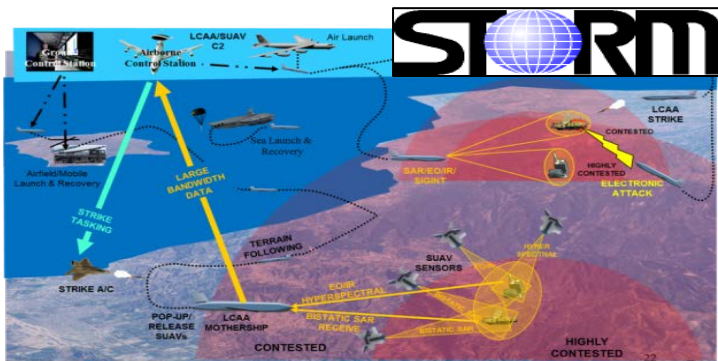 STORM
LCAA/SUAV
C2
Air Launch
Ground
Control Station
Airborne
Control Station
LCAA
STRIKE
CONTESTED
Sea Launch &
Recovery
Airfield/Mobile
Launch & Recovery
LARGE
BANDWIDTH
DATA
SAR/EO/IR/
SIGINT
HIGHLY
CONTESTED
ELECTRONIC
ATTACK
STRIKE
TASKING
TERRAIN
FOLLOWING
SUAV
SENSORS
HYPER
SPECTRAL
STRIKE A/C
EO/IR
HYPERSPECTRAL
BISTATIC
POP-UP/
RELEASE
SUAVs
LCAA
MOTHERSHIP
BISTATIC SAR
RECEIVE
BISTATIC SAR
CONTESTED
HIGHLY
CONTESTED
22